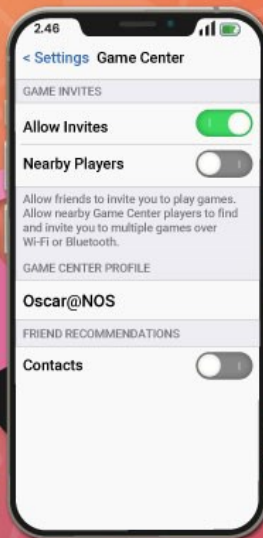 2.46
< Settings Game Center
GAME INVITES
Allow Invites
Nearby Players
Allow friends to invite you to play games.
Allow nearby Game Center players to find
and invite you to multiple games over
Wi-Fi or Bluetooth.
GAME CENTER PROFILE
Oscar@NOS
FRIEND RECOMMENDATIONS
Contacts